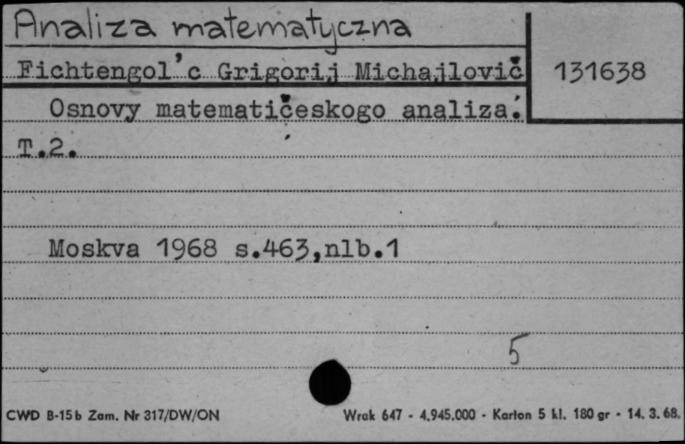 Analiza matematyczna
Fichtengol'c Grigorij Michajlovič 131638
Osnovy matematičeskogo analiza.
T.2.
Moskva 1968 s.463,nlb.1
5
CWD B-15b Zam. Nr 317/DW/ON Wrak 647 - 4.945.000 - Karton 5 kl. 180 gr - 14. 3. 68.